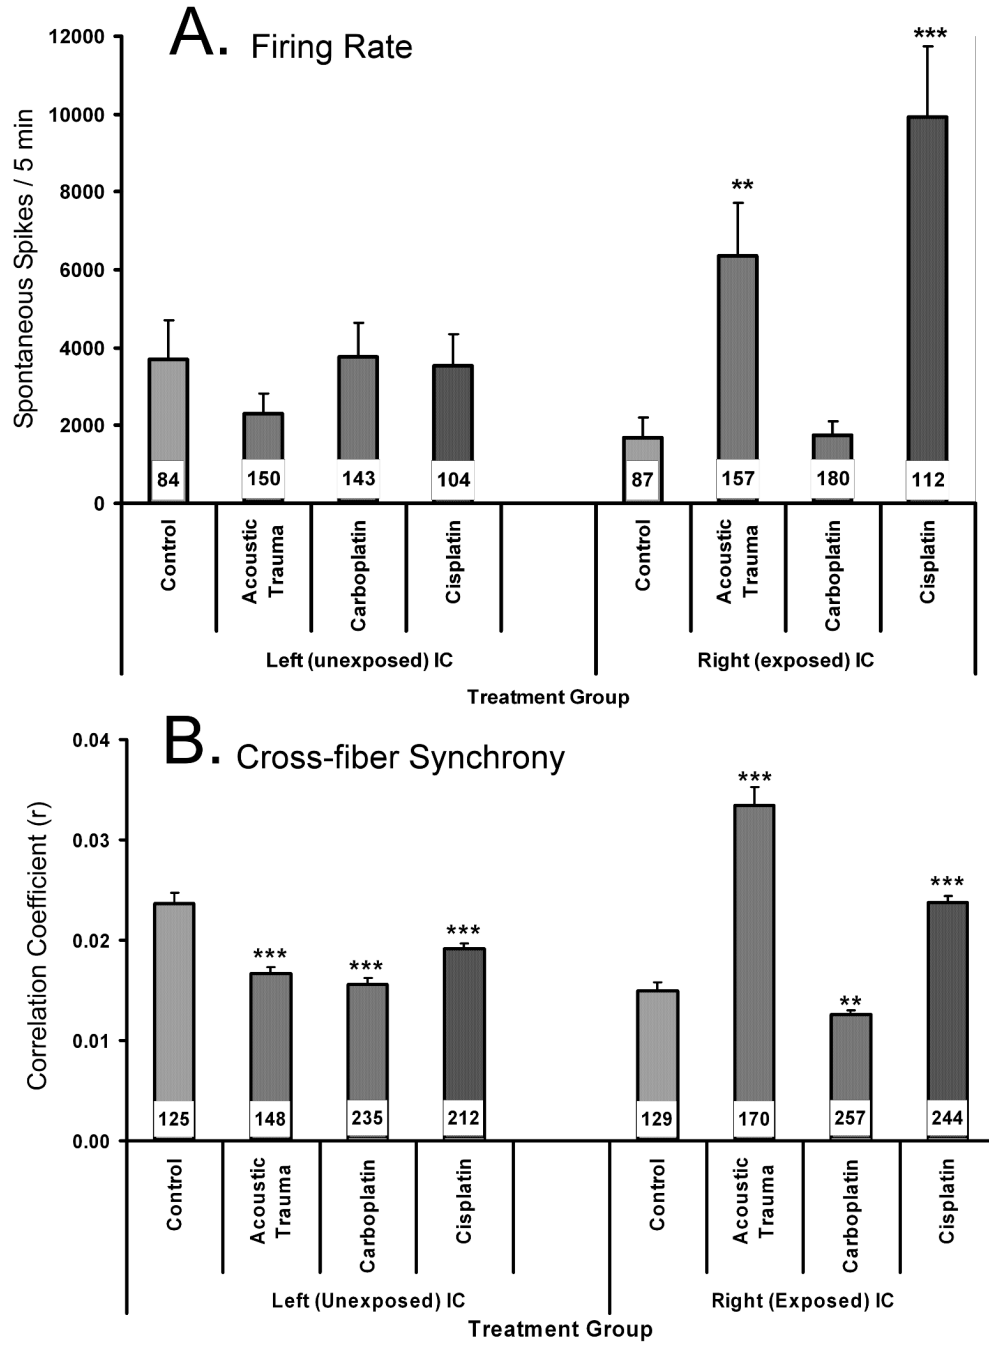 A. Firing Rate
***
**
12000
10000
8000
6000
4000
2000
0
Spontaneous Spikes / 5 min
84
150
143
104
87
157
180
112
Control
Acoustic
Trauma
Carboplatin
Cisplatin
Control
Acoustic
Trauma
Carboplatin
Cisplatin
Left (unexposed) IC
Right (exposed) IC
Treatment Group
B. Cross-fiber Synchrony
0.04
0.03
0.02
0.01
0.00
Correlation Coefficient (r)
***
***
***
***
**
***
125
148
235
212
129
170
257
244
Control
Acoustic
Trauma
Carboplatin
Cisplatin
Control
Acoustic
Trauma
Carboplatin
Cisplatin
Left (Unexposed) IC
Right (Exposed) IC
Treatment Group